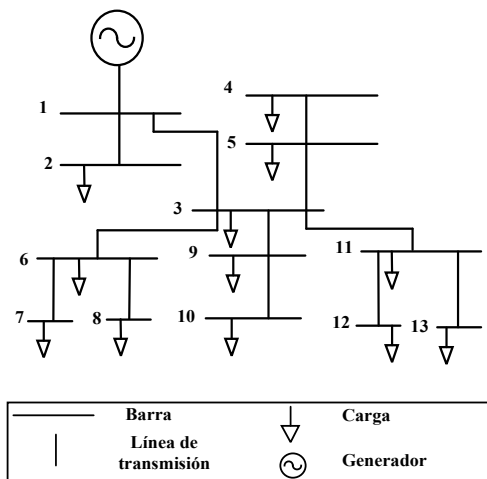 1
2
3
4
5
6
7
8
9
10
11
12
13
Barra
Carga
Línea de
transmisión
Generador